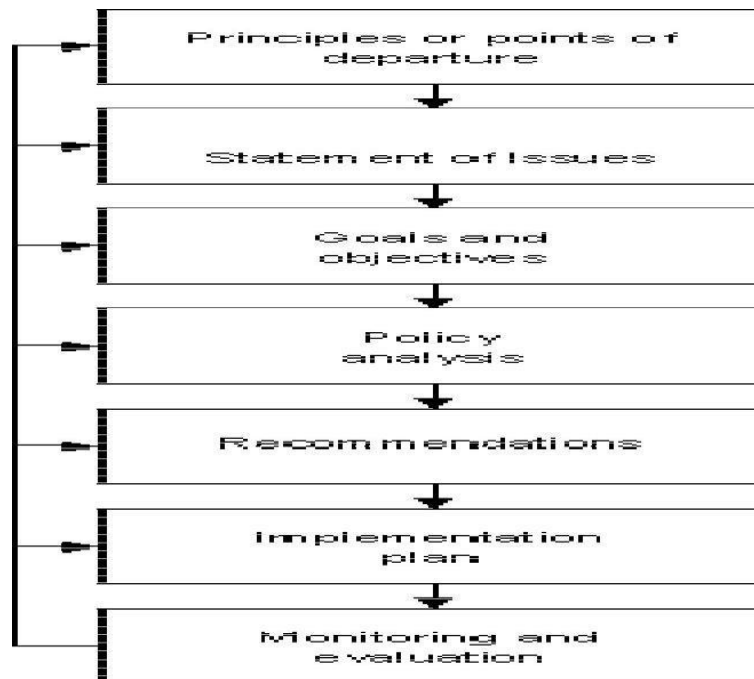 Principles or points of
departure
Statement of Issues
Goals and
objectives
Policy
analysis
Recommendations
Implementation
plan
Monitoring and
evaluation